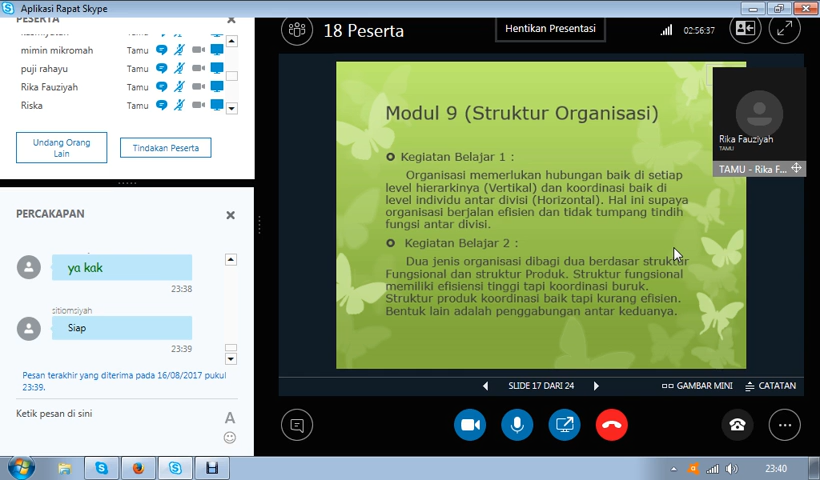 Aplikasi Rapat Skype
PESERTA
mimin mikromah Tamu
puji rahayu Tamu
Rika Fauziyah Tamu
Riska Tamu
Undang Orang
Lain
Tindakan Peserta
PERCAKAPAN
ya kak
23:38
sitiomsiyah
Siap
23:39
Pesan terakhir yang diterima pada 16/08/2017 pukul
23:39.
Ketik pesan di sini
A
18 Peserta
Hentikan Presentasi
02:56:37
Modul 9 (Struktur Organisasi)
Kegiatan Belajar 1 :
Organisasi memerlukan hubungan baik di setiap
level hierarkinya (Vertikal) dan koordinasi baik di
level individu antar divisi (Horizontal). Hal ini supaya
organisasi berjalan efisien dan tidak tumpang tindih
fungsi antar divisi.
Kegiatan Belajar 2 :
Dua jenis organisasi dibagi dua berdasar struktur
Fungsional dan struktur Produk. Struktur fungsional
memiliki efisiensi tinggi tapi koordinasi buruk.
Struktur produk koordinasi baik tapi kurang efisien.
Bentuk lain adalah penggabungan antar keduanya.
Rika Fauziyah
TAMU
TAMU - Rika F...
SLIDE 17 DARI 24
GAMBAR MINI
CATATAN
23:40